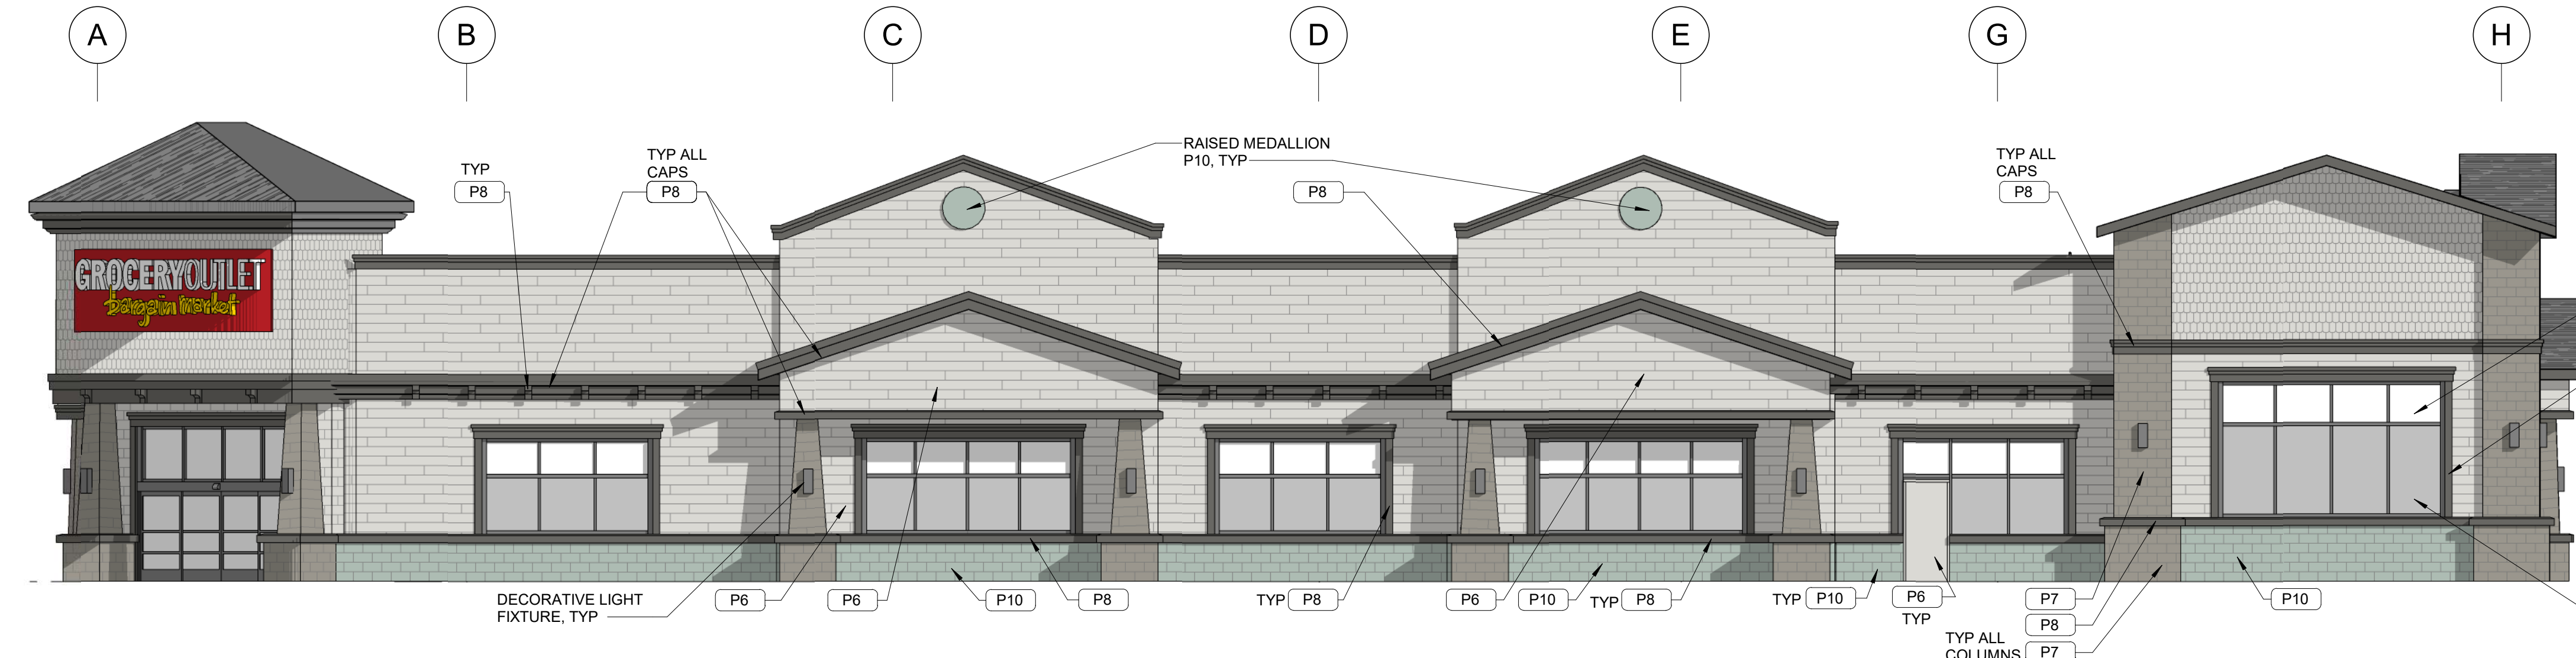 A
B
C
D
E
G
H
TYP
P8
TYP ALL
CAPS
P8
RAISED MEDALLION
P10, TYP
P8
TYP ALL
CAPS
P8
GROCERYOUTLET
bargain market
DECORATIVE LIGHT
FIXTURE, TYP
P6
P6
P10
P8
TYP P8
P6
P10
TYP P8
TYP P10
P6
TYP
P7
P8
TYP ALL
COLUMNS P7
P10